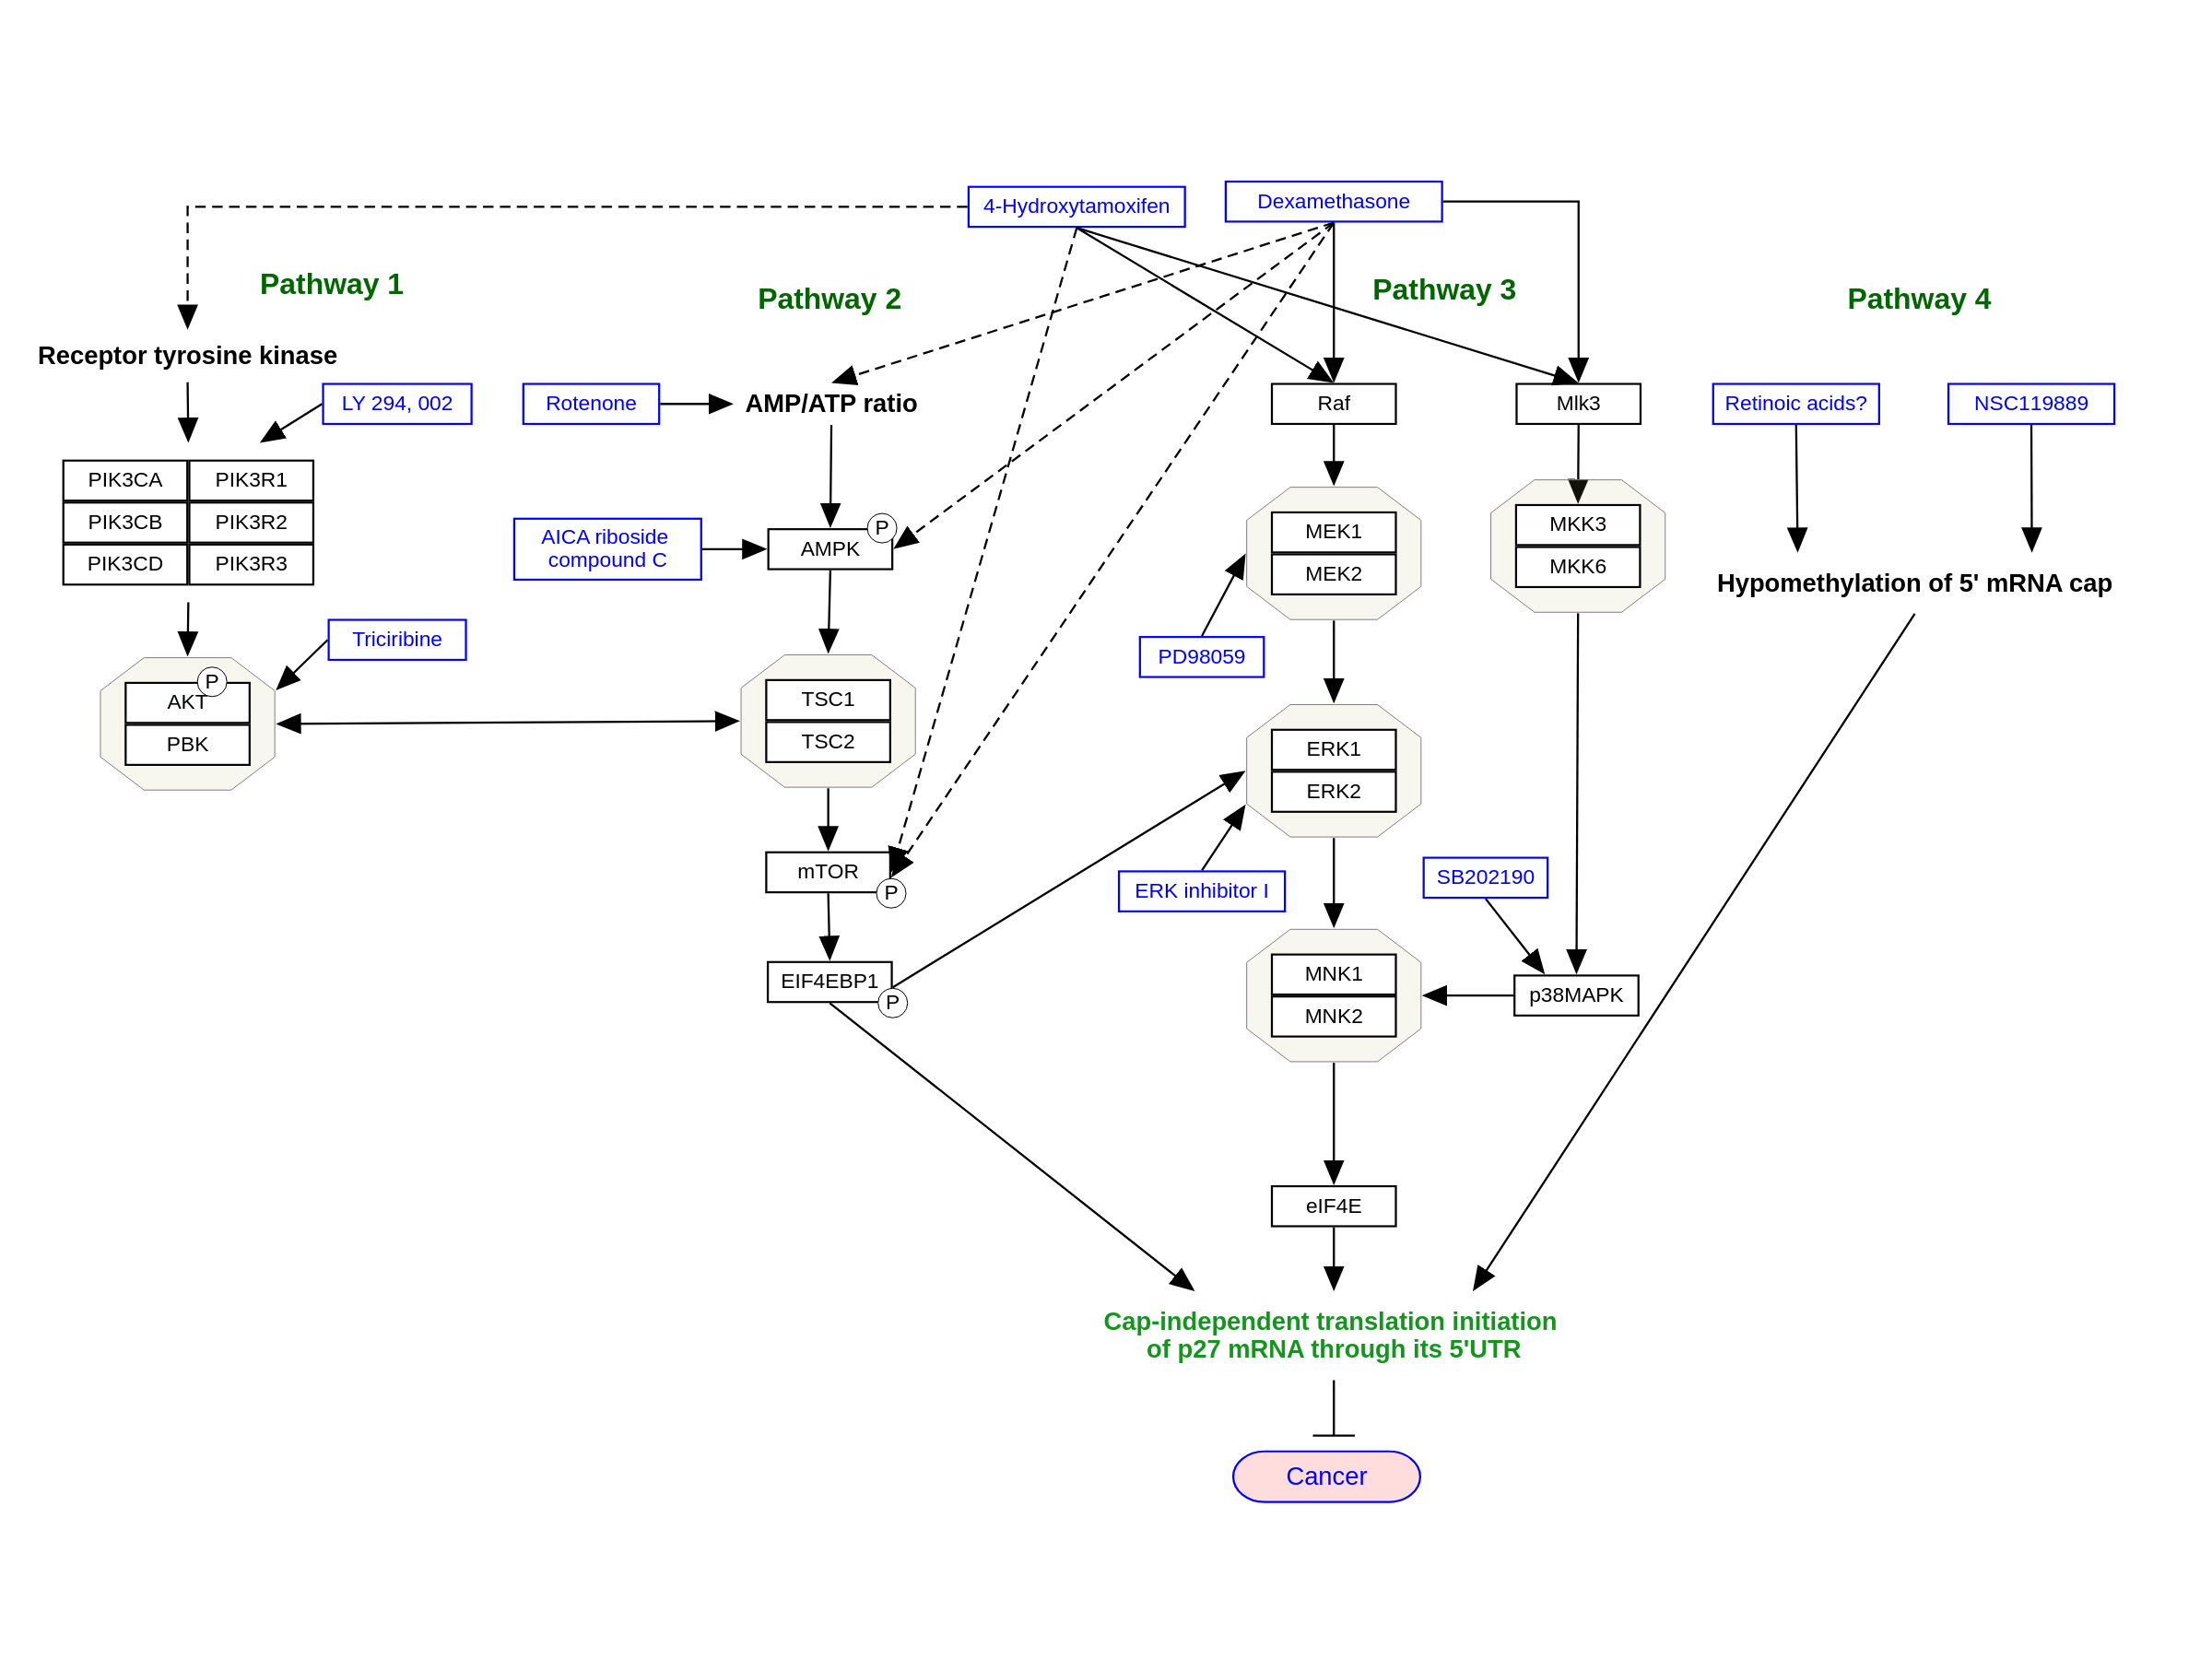 4-Hydroxytamoxifen
Dexamethasone
Pathway 1
Pathway 2
Pathway 3
Pathway 4
Receptor tyrosine kinase
LY 294, 002
Rotenone
AMP/ATP ratio
Raf
Mlk3
Retinoic acids?
NSC119889
PIK3CA
PIK3R1
PIK3CB
PIK3R2
PIK3CD
PIK3R3
AICA riboside
compound C
AMPK
P
MEK1
MEK2
MKK3
MKK6
Hypomethylation of 5' mRNA cap
Triciribine
PD98059
P
AKT
PBK
TSC1
TSC2
ERK1
ERK2
mTOR
P
ERK inhibitor I
SB202190
EIF4EBP1
P
MNK1
MNK2
p38MAPK
eIF4E
Cap-independent translation initiation
of p27 mRNA through its 5'UTR
Cancer